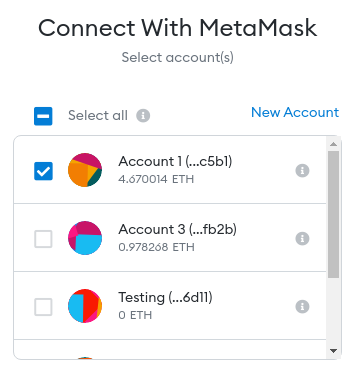 Connect With MetaMask
Select account(s)
Select all
New Account
Account 1 (...c5b1)
4.670014 ETH
Account 3 (...fb2b)
0.978268 ETH
Testing (...6d11)
0 ETH